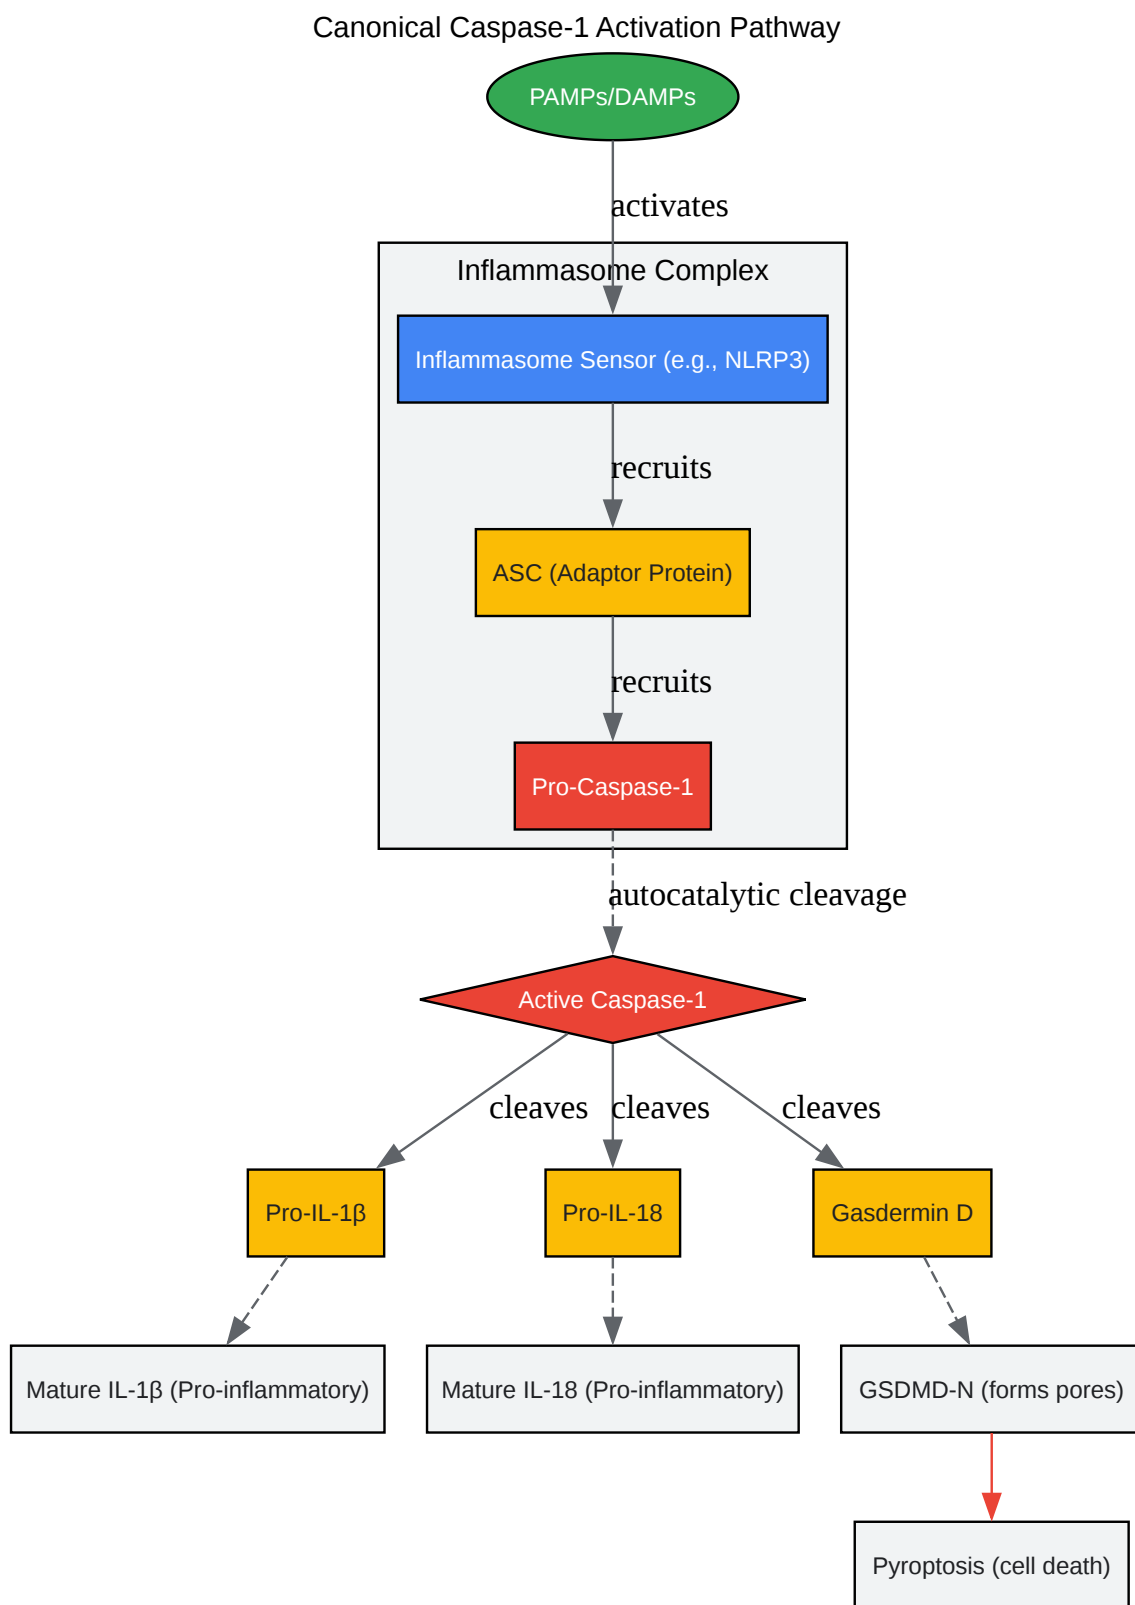 Canonical Caspase-1 Activation Pathway
PAMPs/DAMPs
activates
Inflammasome Complex
Inflammasome Sensor (e.g., NLRP3)
recruits
ASC (Adaptor Protein)
recruits
Pro-Caspase-1
autocatalytic cleavage
Active Caspase-1
cleaves
cleaves
cleaves
Pro-IL-1β
Pro-IL-18
Gasdermin D
Mature IL-1β (Pro-inflammatory)
Mature IL-18 (Pro-inflammatory)
GSDMD-N (forms pores)
Pyroptosis (cell death)